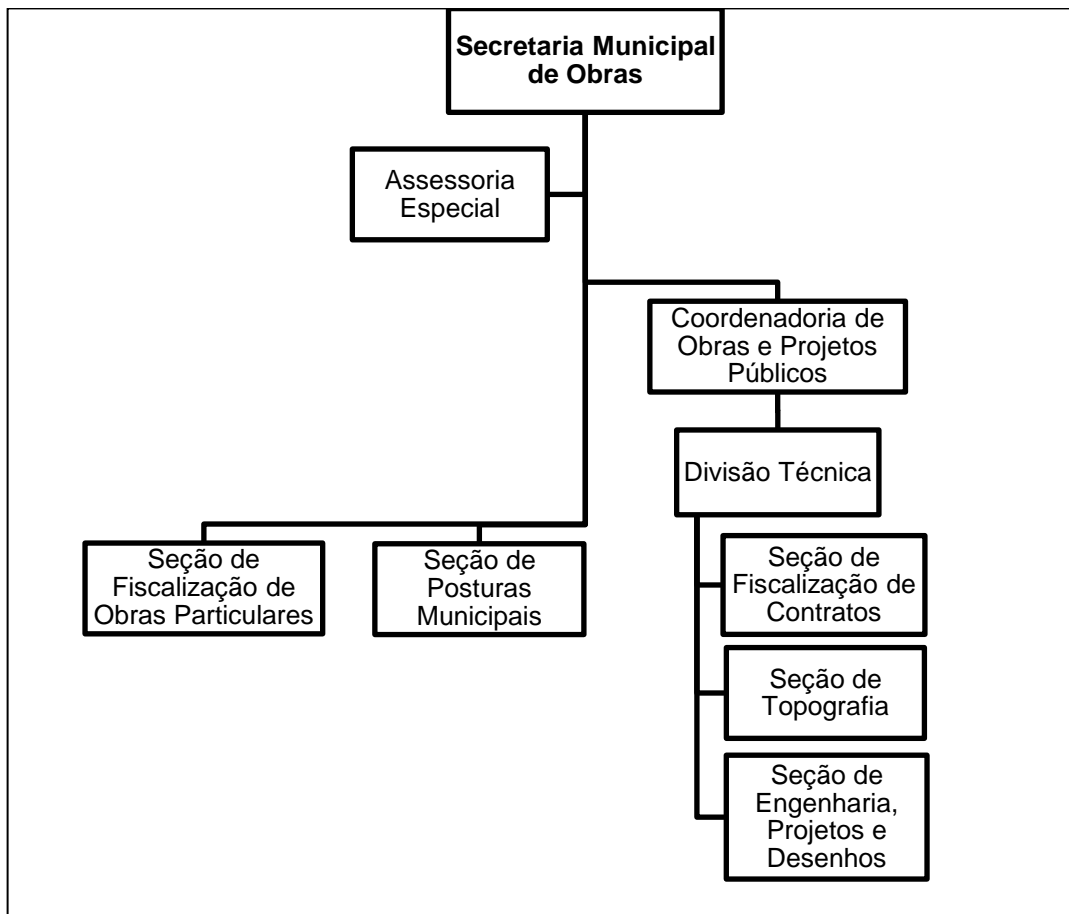 Secretaria Municipal
de Obras
Assessoria
Especial
Coordenadoria de
Obras e Projetos
Públicos
Divisão Técnica
Seção de
Fiscalização de
Obras Particulares
Seção de
Posturas
Municipais
Seção de
Fiscalização de
Contratos
Seção de
Topografia
Seção de
Engenharia,
Projetos e
Desenhos